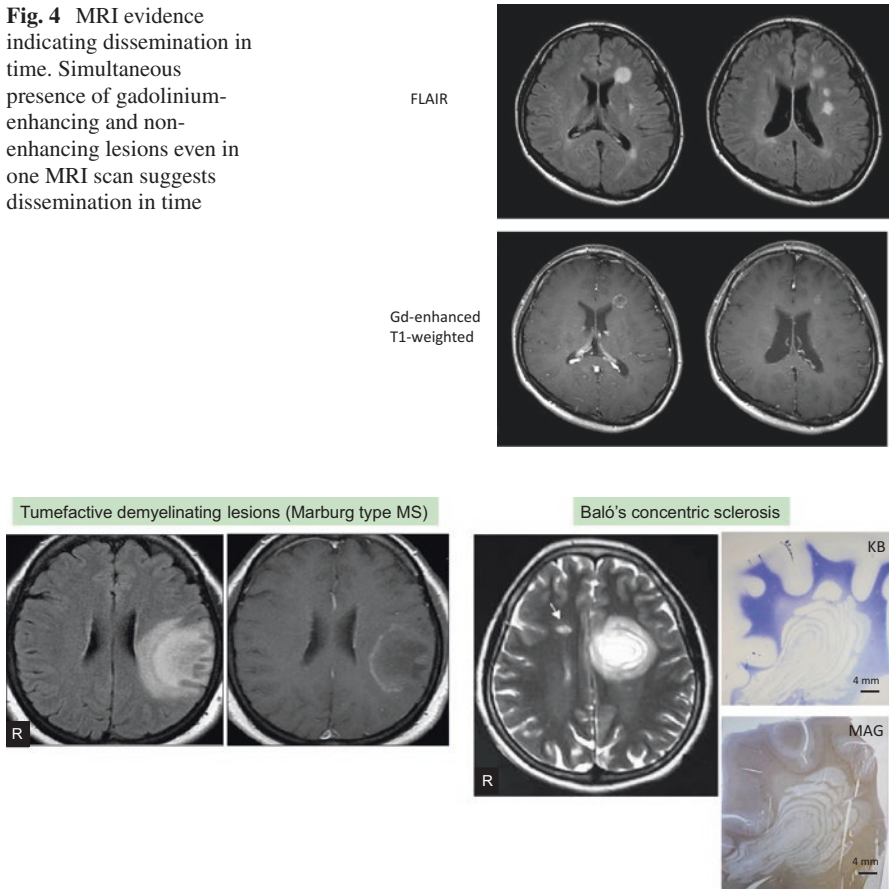 Fig. 4 MRI evidence
indicating dissemination in
time. Simultaneous
presence of gadolinium-
enhancing and non-
enhancing lesions even in
one MRI scan suggests
dissemination in time
FLAIR
Gd-enhanced
T1-weighted
Tumefactive demyelinating lesions (Marburg type MS)
R
Baló's concentric sclerosis
R
KB
4 mm
MAG
4 mm